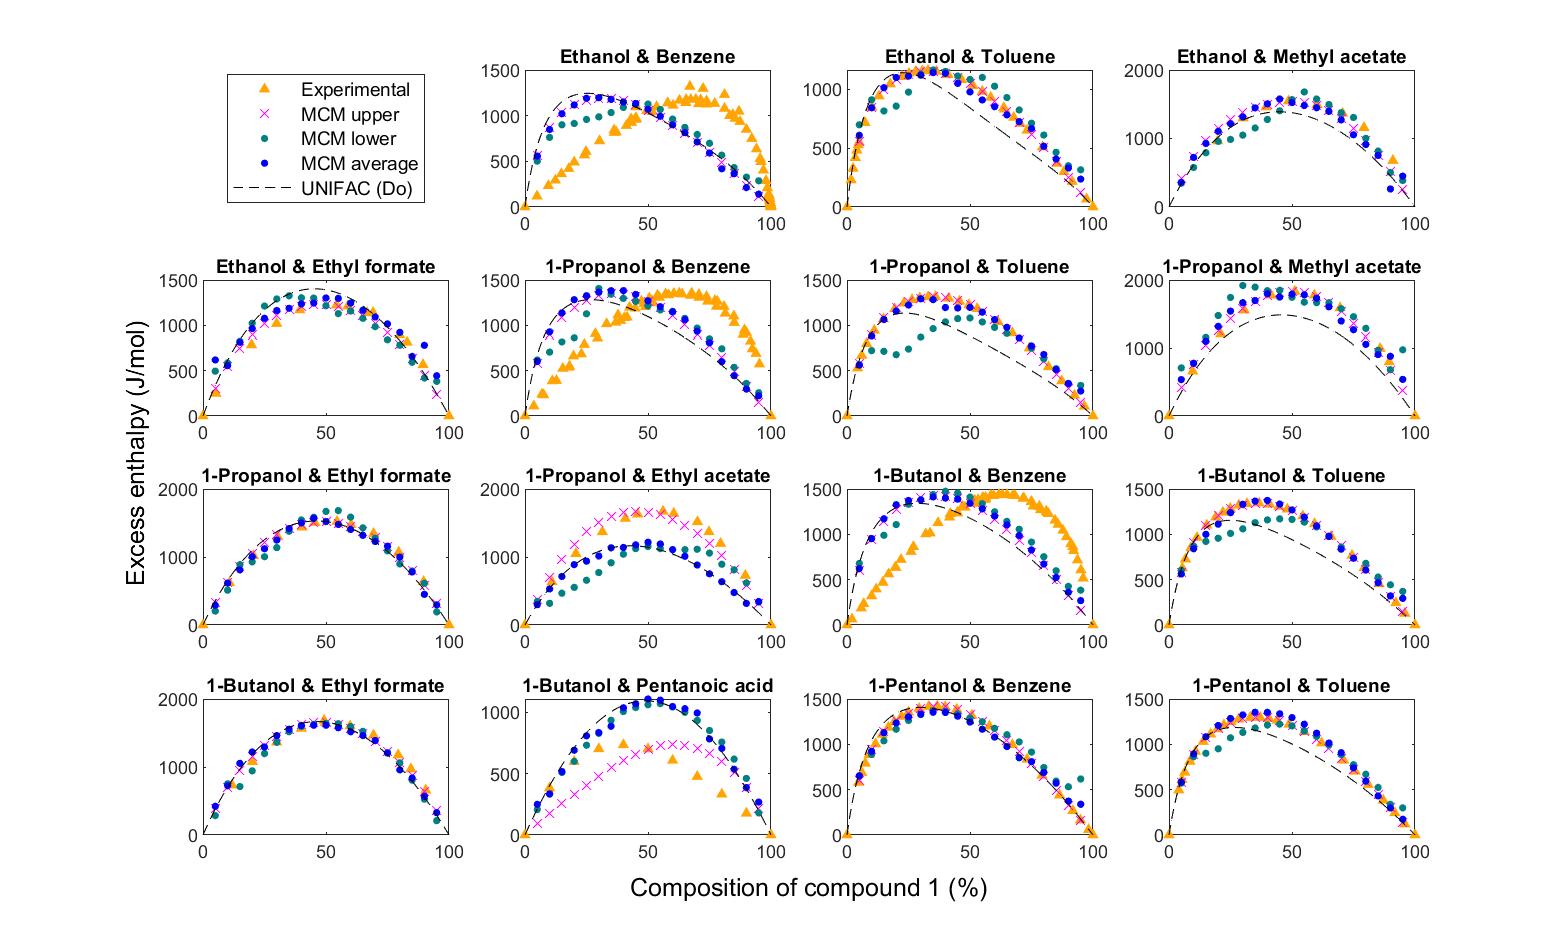 Experimental
MCM upper
MCM lower
MCM average
UNIFAC (Do)
Ethanol & Benzene
1500
1000
500
0
0 50 100
Ethanol & Toluene
1000
500
0
0 50 100
Ethanol & Methyl acetate
2000
1000
0
0 50 100
Excess enthalpy (J/mol)
Ethanol & Ethyl formate
1500
1000
500
0
0 50 100
1-Propanol & Benzene
1500
1000
500
0
0 50 100
1-Propanol & Toluene
1500
1000
500
0
0 50 100
1-Propanol & Methyl acetate
2000
1000
0
0 50 100
1-Propanol & Ethyl formate
2000
1000
0
0 50 100
1-Propanol & Ethyl acetate
2000
1000
0
0 50 100
1-Butanol & Benzene
1500
1000
500
0
0 50 100
1-Butanol & Toluene
1500
1000
500
0
0 50 100
1-Butanol & Ethyl formate
2000
1000
0
0 50 100
1-Butanol & Pentanoic acid
1000
500
0
0 50 100
1-Pentanol & Benzene
1500
1000
500
0
0 50 100
1-Pentanol & Toluene
1500
1000
500
0
0 50 100
Composition of compound 1 (%)